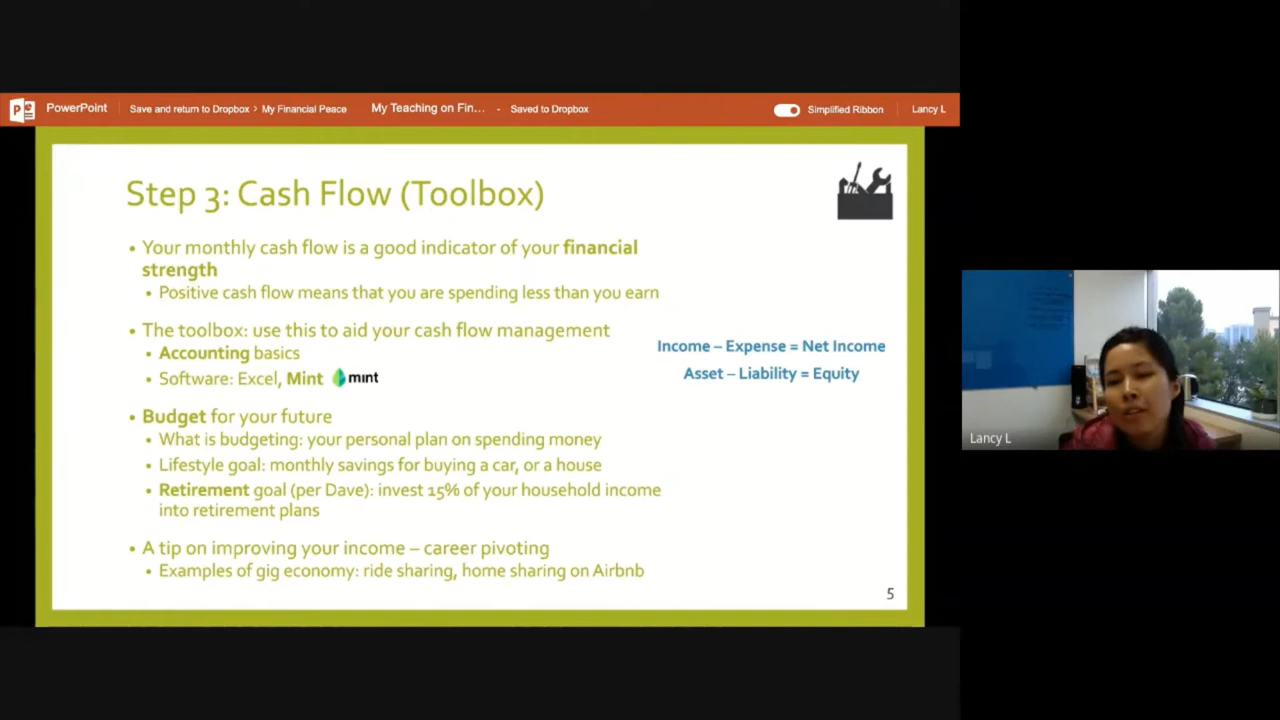 PowerPoint
Save and return to Dropbox > My Financial Peace
My Teaching on Fin... - Saved to Dropbox
Simplified Ribbon
Lancy L
Step 3: Cash Flow (Toolbox)
• Your monthly cash flow is a good indicator of your financial
strength
• Positive cash flow means that you are spending less than you earn
• The toolbox: use this to aid your cash flow management
• Accounting basics
• Software: Excel, Mint mint
Income – Expense = Net Income
Asset – Liability = Equity
• Budget for your future
• What is budgeting: your personal plan on spending money
• Lifestyle goal: monthly savings for buying a car, or a house
• Retirement goal (per Dave): invest 15% of your household income
into retirement plans
• A tip on improving your income – career pivoting
• Examples of gig economy: ride sharing, home sharing on Airbnb
5
Lancy L